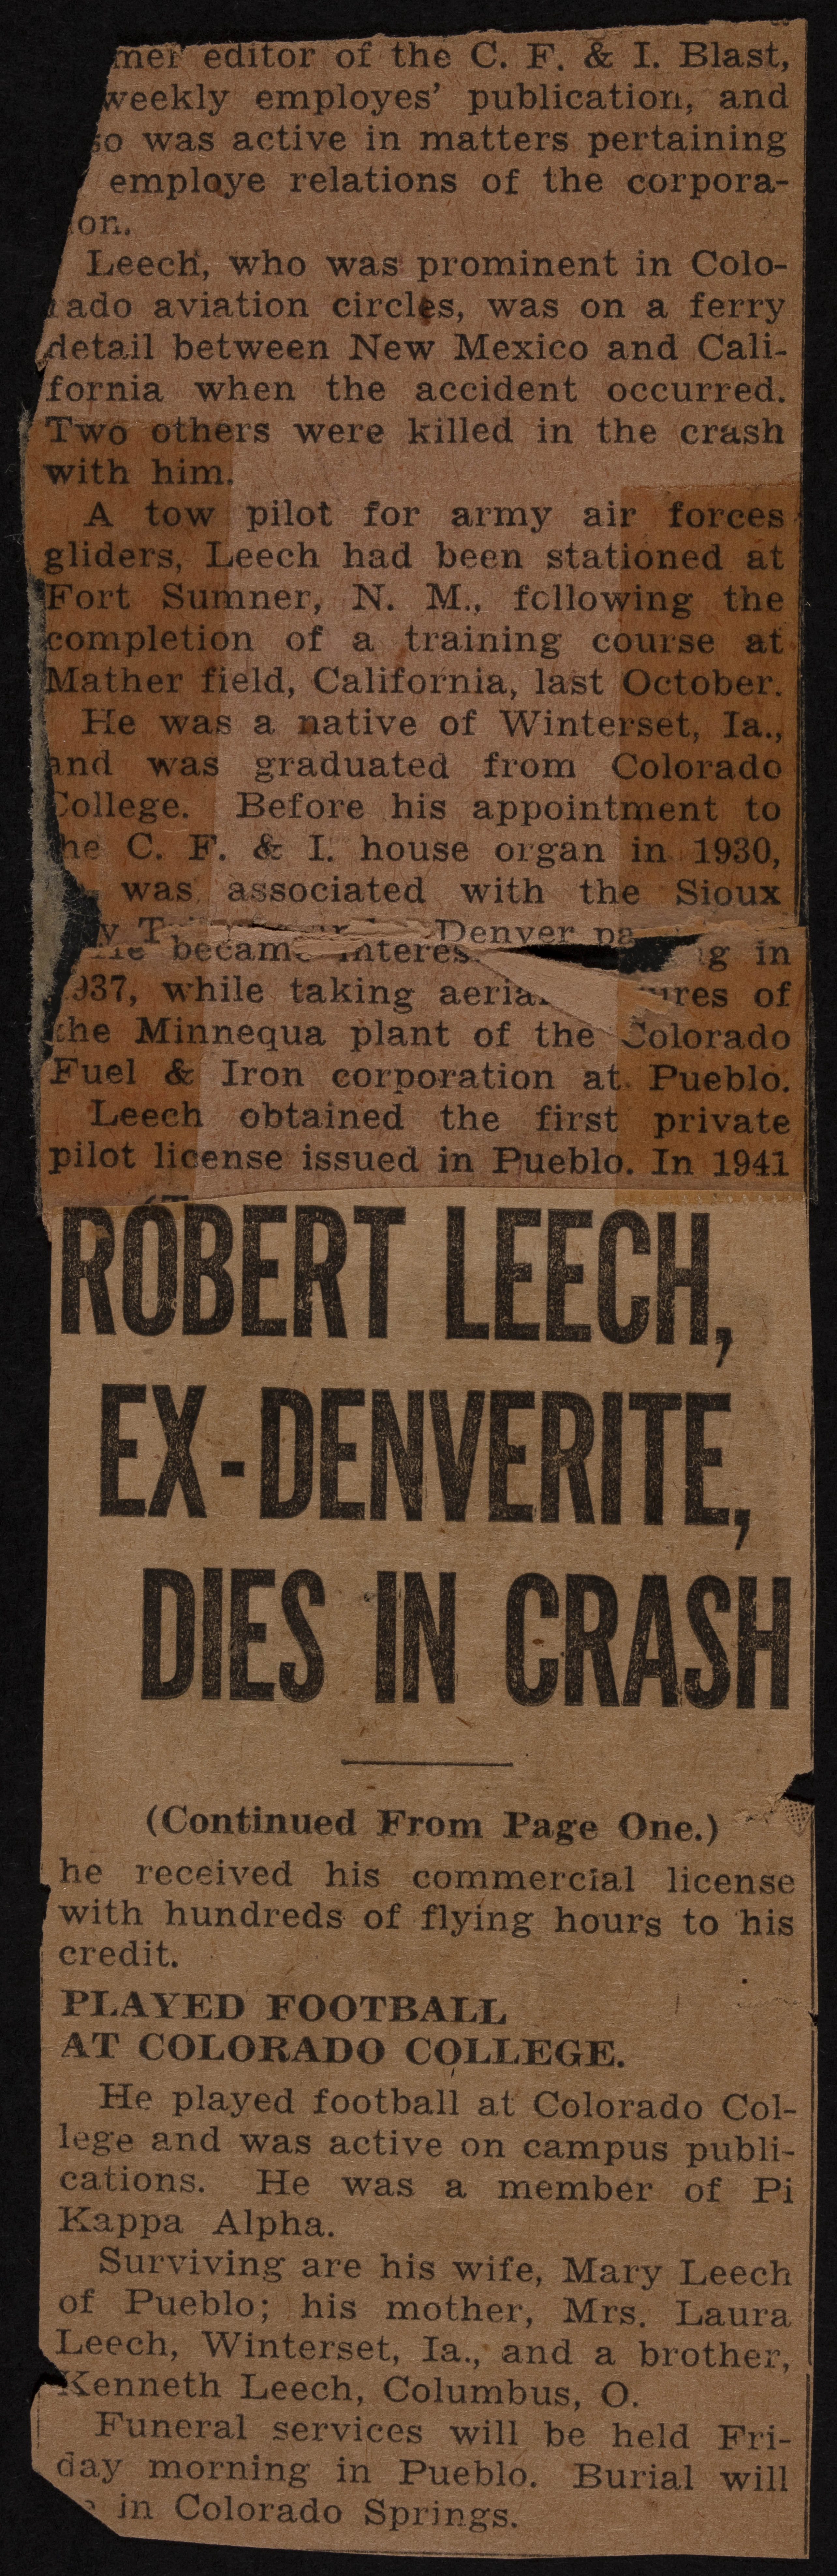 mer editor of the C. F. & I. Blast,
weekly employes' publication, and
so was active in matters pertaining
employe relations of the corpora-
on.
Leech, who was prominent in Colo-
rado aviation circles, was on a ferry
detail between New Mexico and Cali-
fornia when the accident occurred.
Two others were killed in the crash
with him.
A tow pilot for army air forces
gliders, Leech had been stationed at
Fort Sumner, N. M., following the
completion of a training course at
Mather field, California, last October.
He was a native of Winterset, Ia.,
and was graduated from Colorado
College. Before his appointment to
he C. F. & I. house organ in 1930,
was associated with the Sioux
Denver pa
became interes g in
937, while taking aeria ures of
the Minnequa plant of the Colorado
Fuel & Iron corporation at Pueblo.
Leech obtained the first private
pilot license issued in Pueblo. In 1941
ROBERT LEECH,
EX-DENVERITE,
DIES IN CRASH
(Continued From Page One.)
he received his commercial license
with hundreds of flying hours to his
credit.
PLAYED FOOTBALL
AT COLORADO COLLEGE.
He played football at Colorado Col-
lege and was active on campus publi-
cations. He was a member of Pi
Kappa Alpha.
Surviving are his wife, Mary Leech
of Pueblo; his mother, Mrs. Laura
Leech, Winterset, Ia., and a brother,
Kenneth Leech, Columbus, O.
Funeral services will be held Fri-
day morning in Pueblo. Burial will
in Colorado Springs.